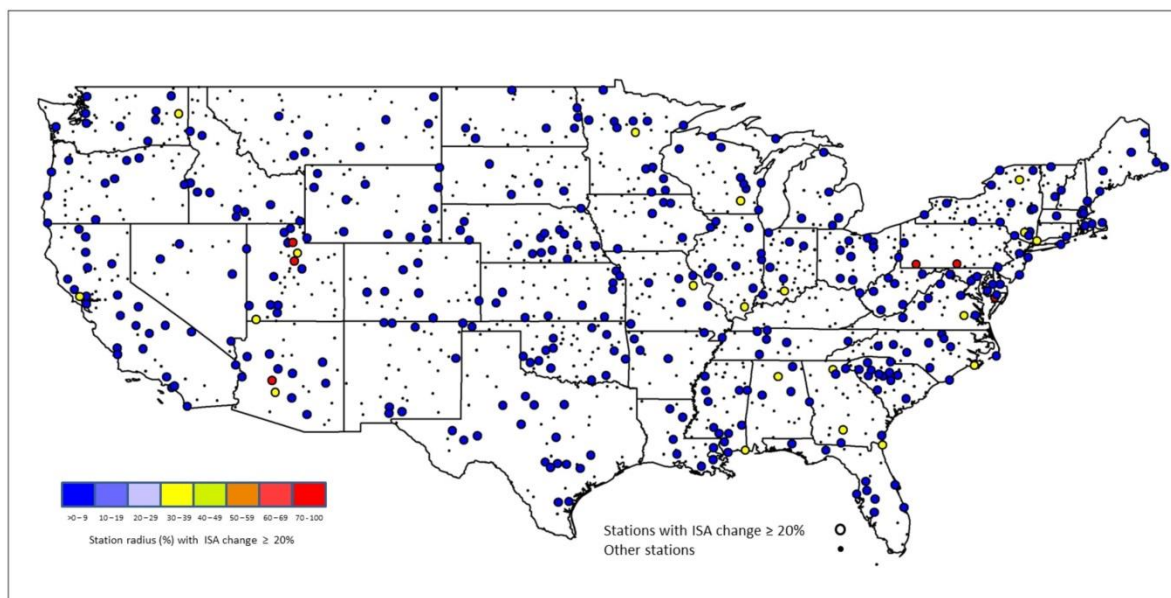 >0–9 10–19 20–29 30–39 40–49 50–59 60–69 70-100
Station radius (%) with ISA change ≥ 20%
Stations with ISA change ≥ 20%
Other stations